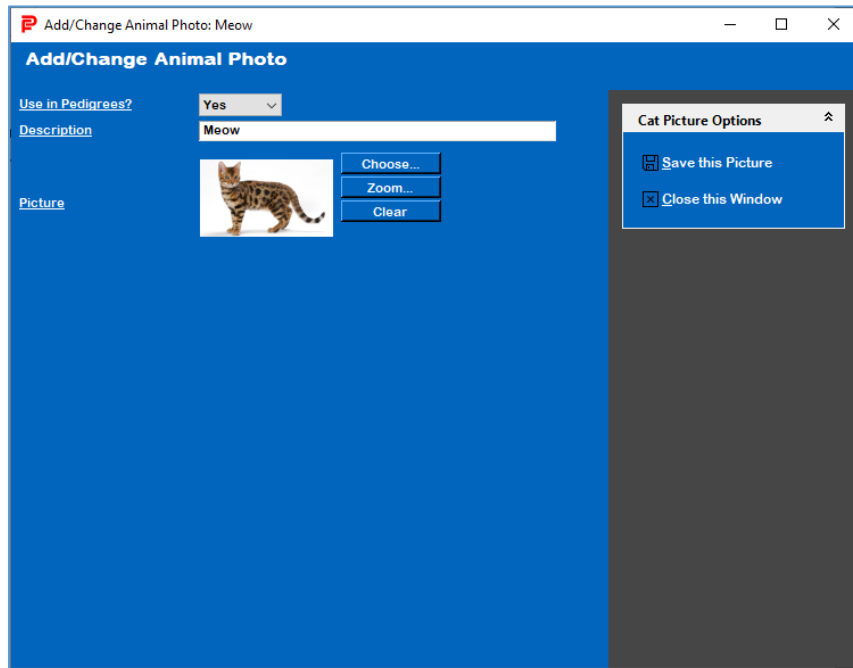 Add/Change Animal Photo: Meow
Add/Change Animal Photo
Use in Pedigrees?
Yes
Description
Meow
Picture
Choose...
Zoom...
Clear
Cat Picture Options
Save this Picture
Close this Window